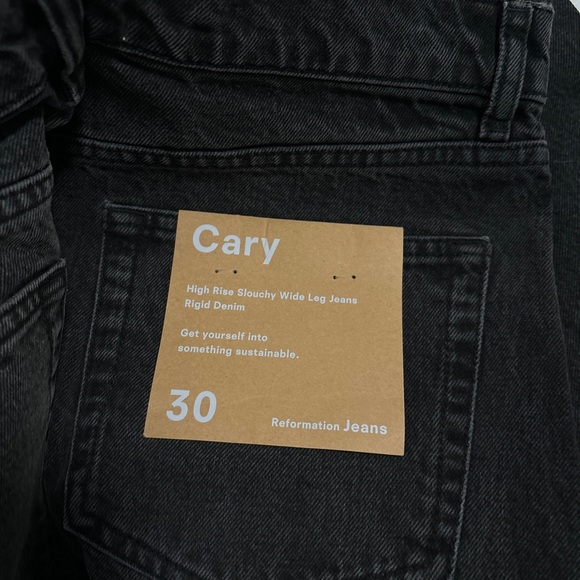 Cary
High Rise Slouchy Wide Leg Jeans
Rigid Denim
Get yourself into
something sustainable.
30
Reformation Jeans